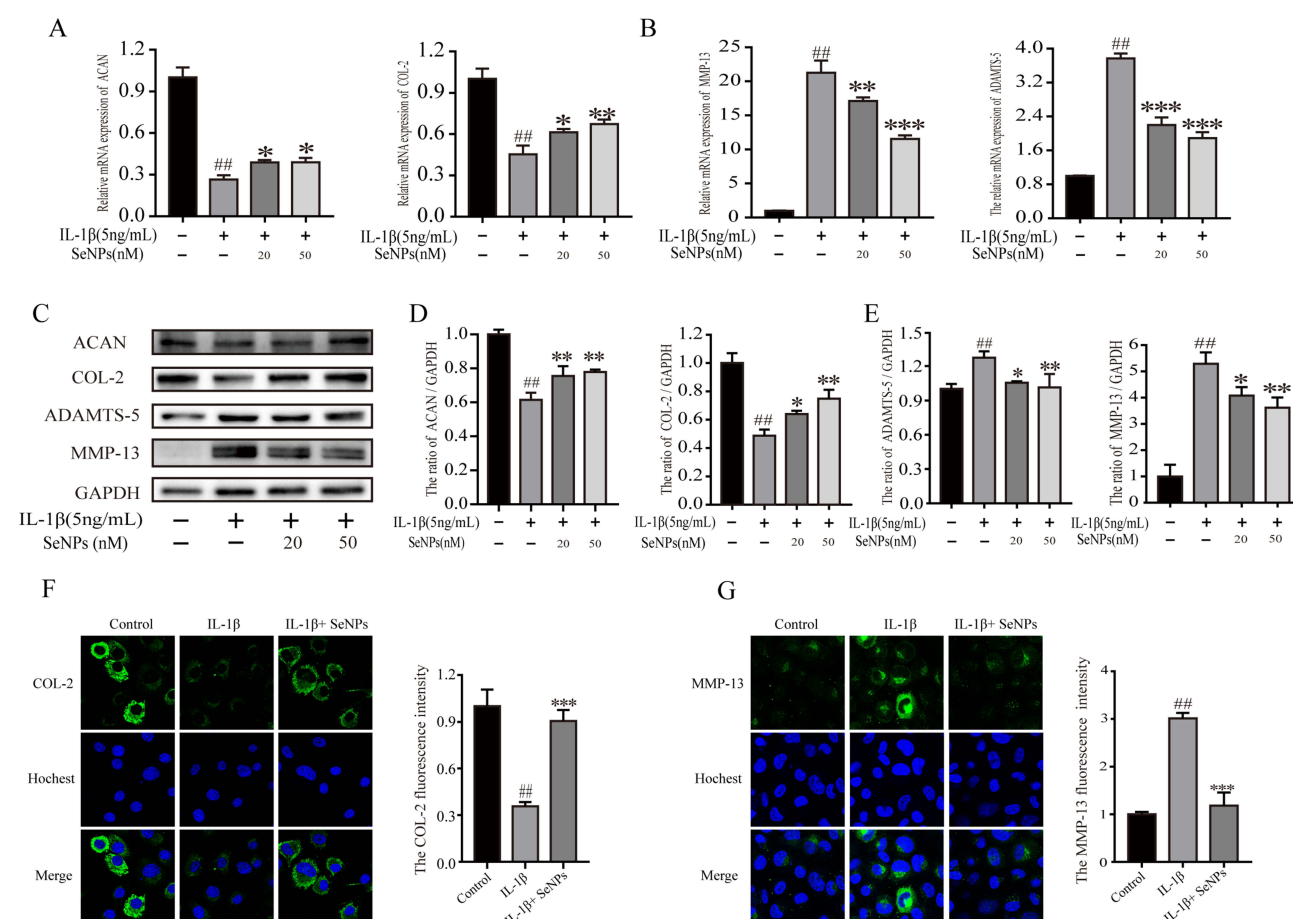 A
Relative mRNA expression of ACAN
1.2
0.9
0.6
0.3
0.0
##
*
*
IL-1β(5ng/mL) − + + +
SeNPs(nM) − − 20 50
Relative mRNA expression of COL-2
1.2
0.9
0.6
0.3
0.0
##
*
**
IL-1β(5ng/mL) − + + +
SeNPs(nM) − − 20 50
B
Relative mRNA expression of MMP-13
25
20
15
10
5
0
##
**
***
IL-1β(5ng/mL) − + + +
SeNPs(nM) − − 20 50
The relative mRNA expression of ADAMTS-5
4.0
3.2
2.4
1.6
0.8
0.0
##
***
***
IL-1β(5ng/mL) − + + +
SeNPs(nM) − − 20 50
C
ACAN
COL-2
ADAMTS-5
MMP-13
GAPDH
IL-1β(5ng/mL) − + + +
SeNPs (nM) − − 20 50
D
The ratio of ACAN / GAPDH
1.0
0.8
0.6
0.4
0.2
0.0
##
**
**
IL-1β(5ng/mL) − + + +
SeNPs(nM) − − 20 50
The ratio of COL-2 / GAPDH
1.2
1.0
0.8
0.6
0.4
0.2
0.0
##
*
**
IL-1β(5ng/mL) − + + +
SeNPs(nM) − − 20 50
E
The ratio of ADAMTS-5 / GAPDH
1.5
1.2
0.9
0.6
0.3
0.0
##
*
**
IL-1β(5ng/mL) − + + +
SeNPs(nM) − − 20 50
The ratio of MMP-13 / GAPDH
6
5
4
3
2
1
0
##
*
**
IL-1β(5ng/mL) − + + +
SeNPs(nM) − − 20 50
F
Control IL-1β IL-1β+ SeNPs
COL-2
Hochest
Merge
The COL-2 fluorescence intensity
1.2
0.9
0.6
0.3
0.0
##
***
Control
IL-1β
IL-1β+ SeNPs
G
Control IL-1β IL-1β+ SeNPs
MMP-13
Hochest
Merge
The MMP-13 fluorescence intensity
4
3
2
1
0
##
***
Control
IL-1β
IL-1β+ SeNPs